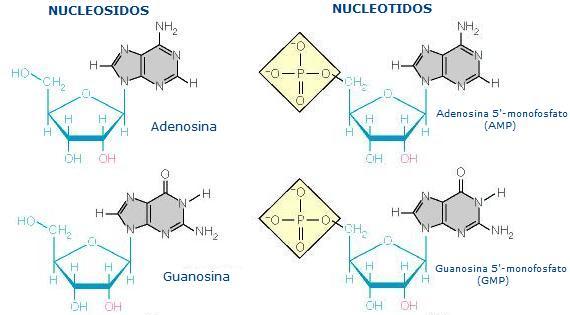 NUCLEOSIDOS
NUCLEOTIDOS
NH₂
N
N
H
N
N
H
HO
CH₂
O
H
H
H
H
OH
OH
Adenosina
O⁻
⁻O
P
O
O
CH₂
NH₂
N
N
H
N
N
H
O
H
H
H
H
OH
OH
Adenosina 5'-monofosfato
(AMP)
O
N
H
N
H
N
N
NH₂
HO
CH₂
O
H
H
H
H
OH
OH
Guanosina
O⁻
⁻O
P
O
O
CH₂
O
N
H
N
H
N
N
NH₂
O
H
H
H
H
OH
OH
Guanosina 5'-monofosfato
(GMP)